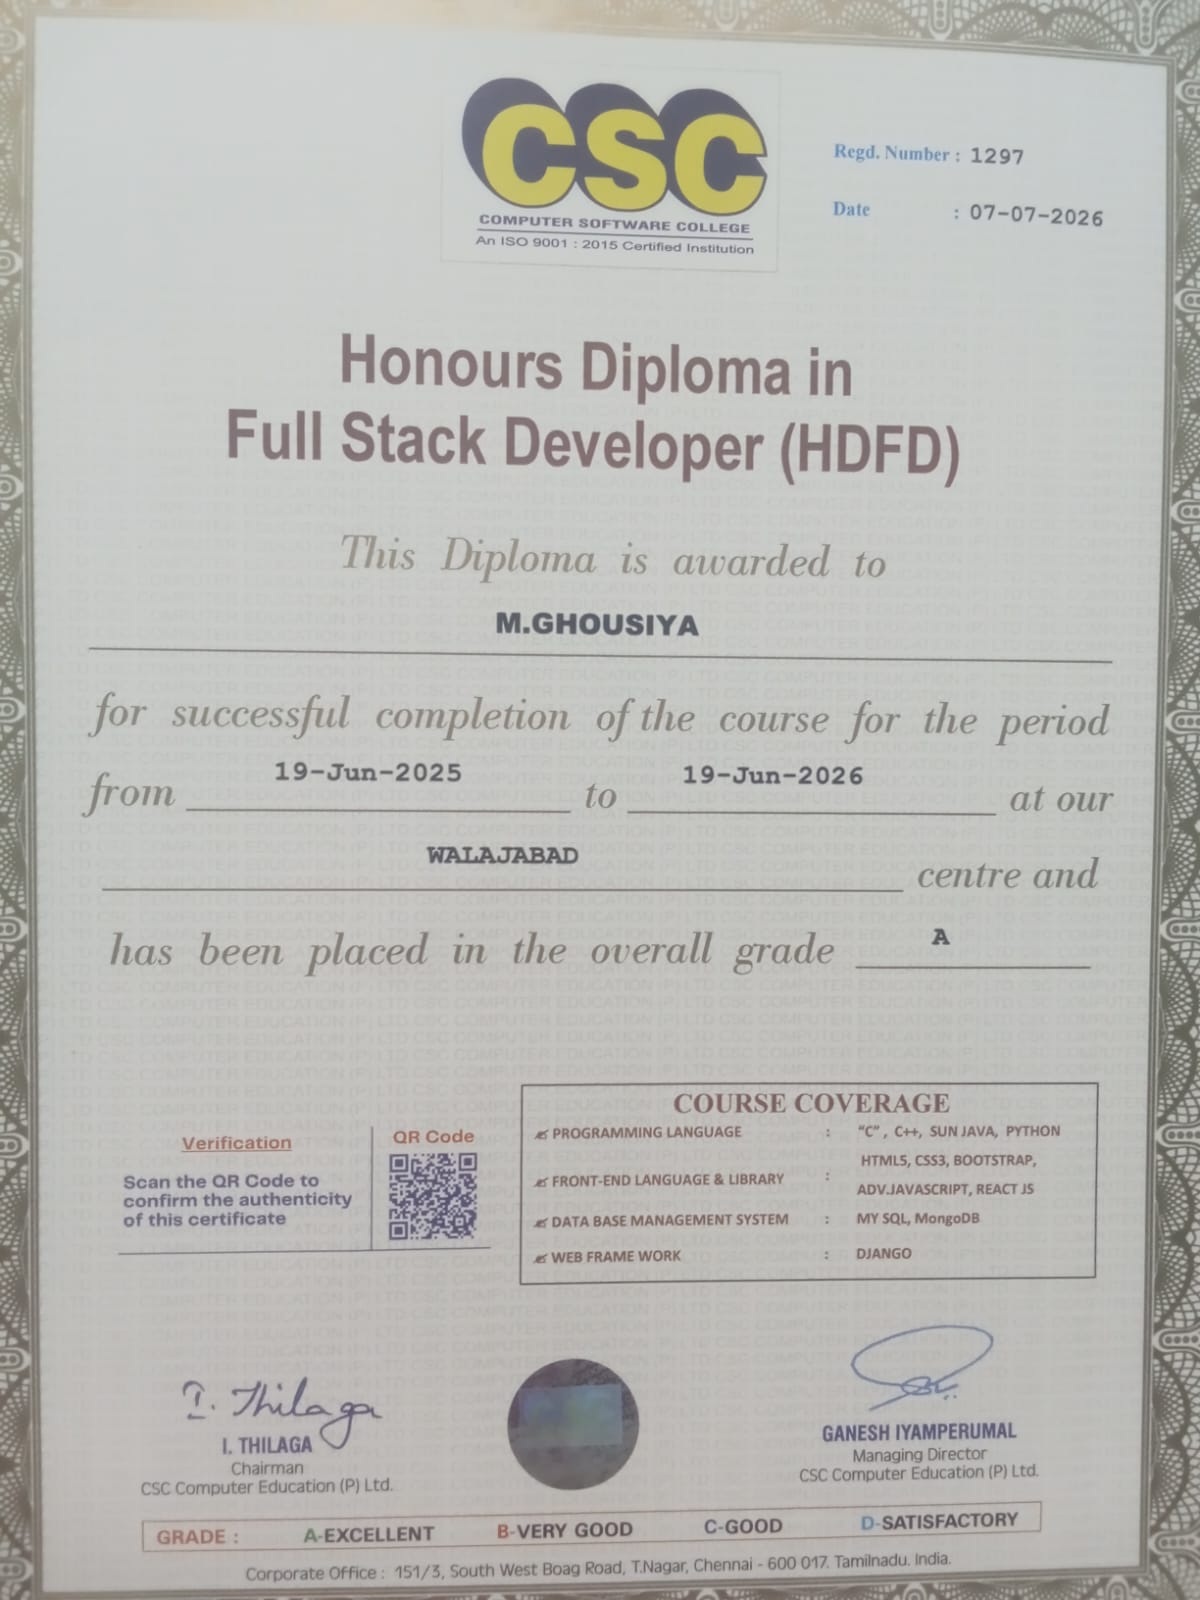 CSC
COMPUTER SOFTWARE COLLEGE
An ISO 9001 : 2015 Certified Institution
Regd. Number : 1297
Date : 07-07-2026
Honours Diploma in
Full Stack Developer (HDFD)
This Diploma is awarded to
M.GHOUSIYA
for successful completion of the course for the period
from 19-Jun-2025 to 19-Jun-2026 at our
WALAJABAD centre and
has been placed in the overall grade A
Verification
Scan the QR Code to
confirm the authenticity
of this certificate
QR Code
COURSE COVERAGE
PROGRAMMING LANGUAGE : "C" , C++, SUN JAVA, PYTHON
FRONT-END LANGUAGE & LIBRARY : HTML5, CSS3, BOOTSTRAP,
ADV.JAVASCRIPT, REACT JS
DATA BASE MANAGEMENT SYSTEM : MY SQL, MongoDB
WEB FRAME WORK : DJANGO
I. Thilaga
I. THILAGA
Chairman
CSC Computer Education (P) Ltd.
GANESH IYAMPERUMAL
Managing Director
CSC Computer Education (P) Ltd.
GRADE : A-EXCELLENT B-VERY GOOD C-GOOD D-SATISFACTORY
Corporate Office : 151/3, South West Boag Road, T.Nagar, Chennai - 600 017. Tamilnadu. India.